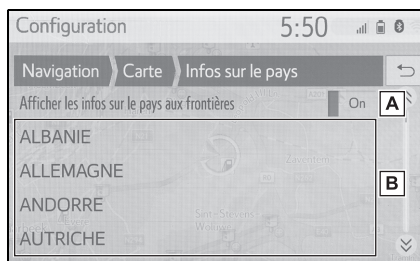 Configuration 5:50
Navigation Carte Infos sur le pays
Afficher les infos sur le pays aux frontières On A
ALBANIE
ALLEMAGNE
B
ANDORRE
AUTRICHE